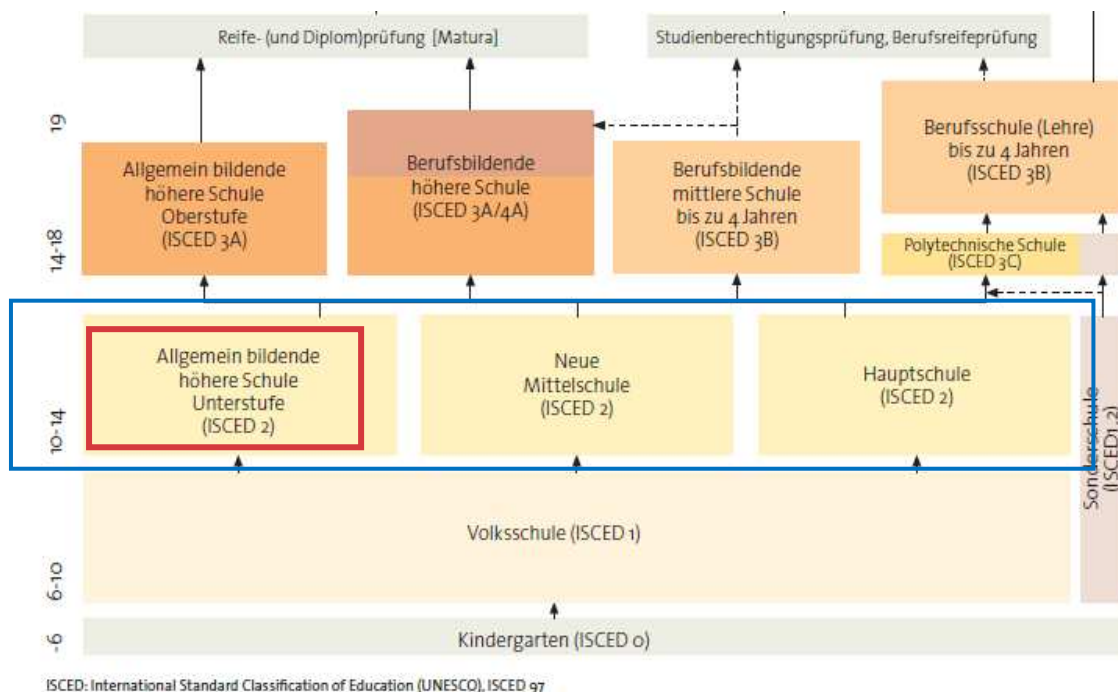 Reife- (und Diplom)prüfung [Matura]
Studienberechtigungsprüfung, Berufsreifeprüfung
19
Allgemein bildende
höhere Schule
Oberstufe
(ISCED 3A)
Berufsbildende
höhere Schule
(ISCED 3A/4A)
Berufsbildende
mittlere Schule
bis zu 4 Jahren
(ISCED 3B)
Berufsschule (Lehre)
bis zu 4 Jahren
(ISCED 3B)
14-18
Polytechnische Schule
(ISCED 3C)
10-14
Allgemein bildende
höhere Schule
Unterstufe
(ISCED 2)
Neue
Mittelschule
(ISCED 2)
Hauptschule
(ISCED 2)
Sonderschule
(ISCED1,2)
6-10
Volksschule (ISCED 1)
-6
Kindergarten (ISCED 0)
ISCED: International Standard Classification of Education (UNESCO), ISCED 97